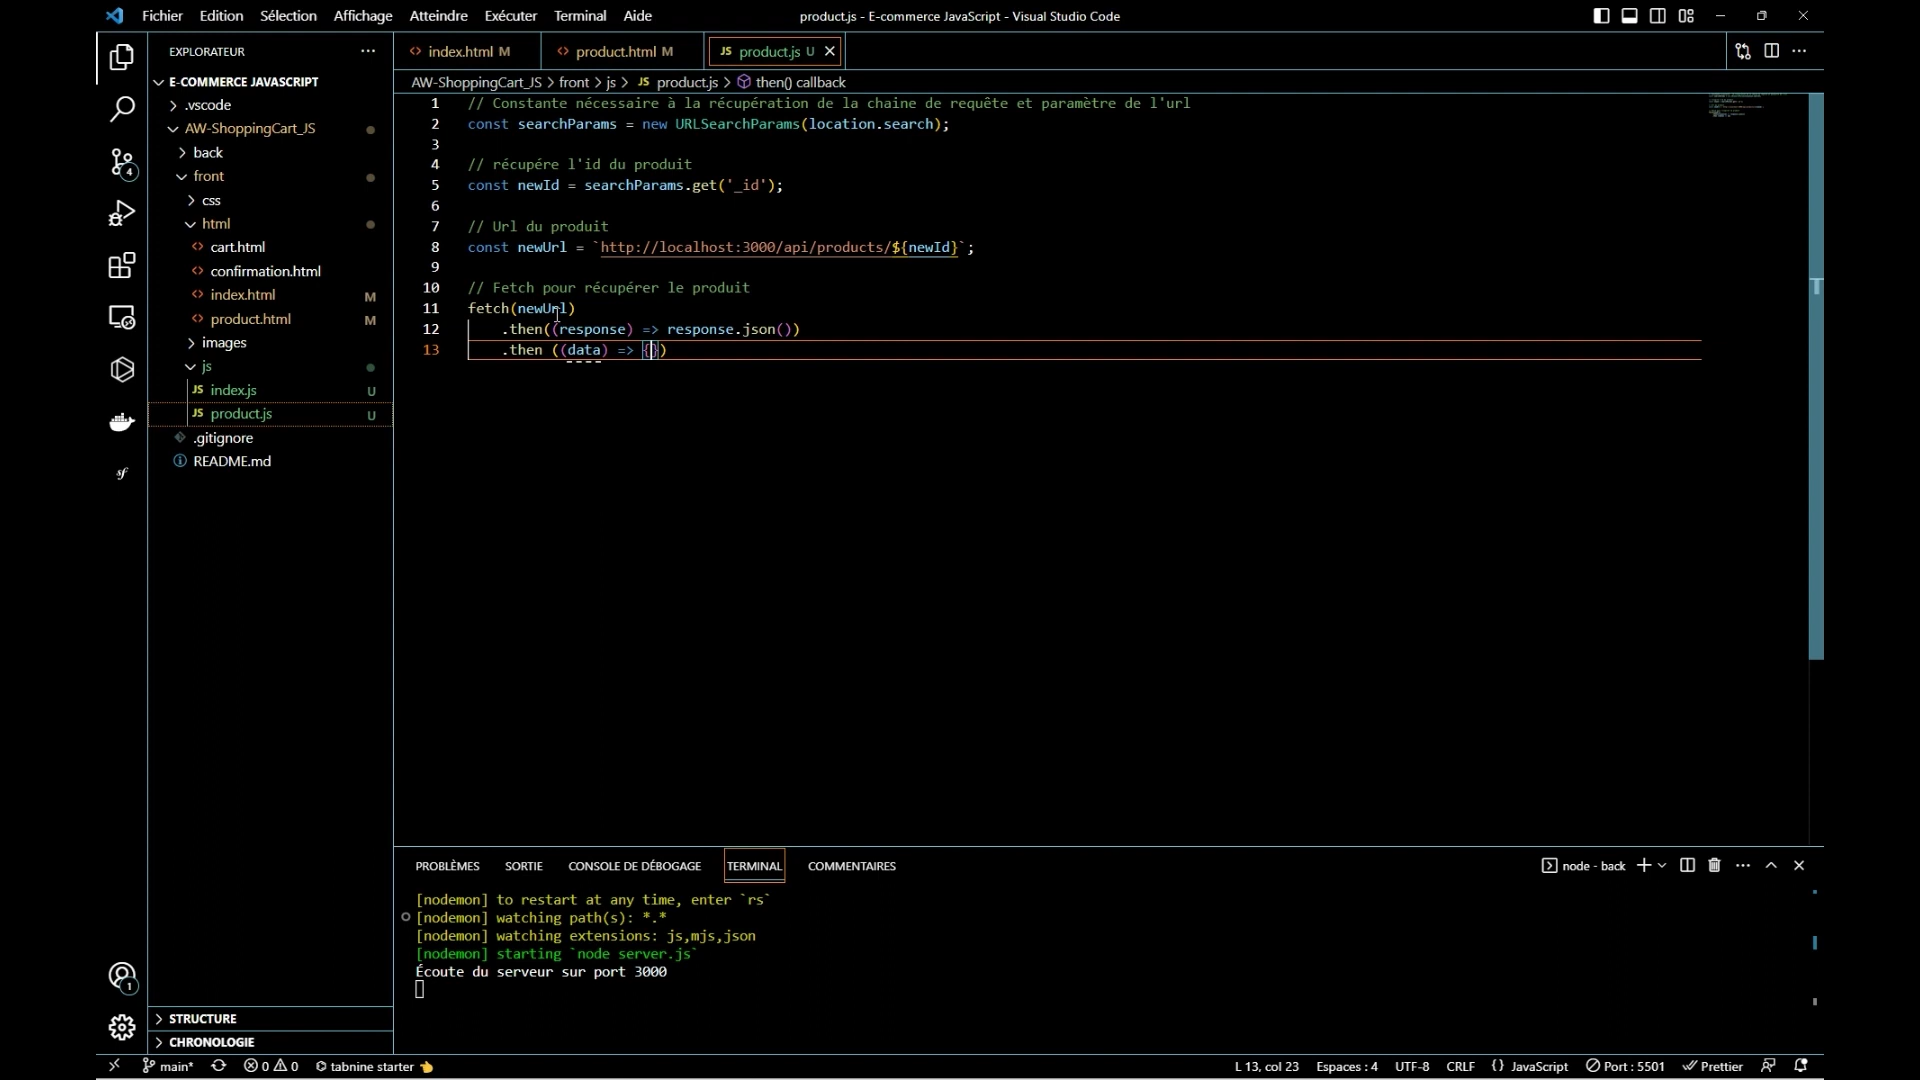 Fichier Edition Sélection Affichage Atteindre Exécuter Terminal Aide product.js - E-commerce JavaScript - Visual Studio Code
EXPLORATEUR
E-COMMERCE JAVASCRIPT
.vscode
AW-ShoppingCart_JS
back
front
css
html
cart.html
confirmation.html
index.html M
product.html M
images
js
JS index.js U
JS product.js U
.gitignore
README.md
STRUCTURE
CHRONOLOGIE
4
sf
1
index.html M product.html M JS product.js U
AW-ShoppingCart_JS > front > js > JS product.js > then() callback
1 // Constante nécessaire à la récupération de la chaine de requête et paramètre de l'url
2 const searchParams = new URLSearchParams(location.search);
3
4 // récupére l'id du produit
5 const newId = searchParams.get('_id');
6
7 // Url du produit
8 const newUrl = `http://localhost:3000/api/products/${newId}`;
9
10 // Fetch pour récupérer le produit
11 fetch(newUrl)
12 .then((response) => response.json())
13 .then ((data) => {})
PROBLÈMES SORTIE CONSOLE DE DÉBOGAGE TERMINAL COMMENTAIRES node - back
[nodemon] to restart at any time, enter `rs`
[nodemon] watching path(s): *.*
[nodemon] watching extensions: js,mjs,json
[nodemon] starting `node server.js`
Écoute du serveur sur port 3000
main* 0 0 tabnine starter 👈 L 13, col 23 Espaces : 4 UTF-8 CRLF {} JavaScript Port : 5501 Prettier